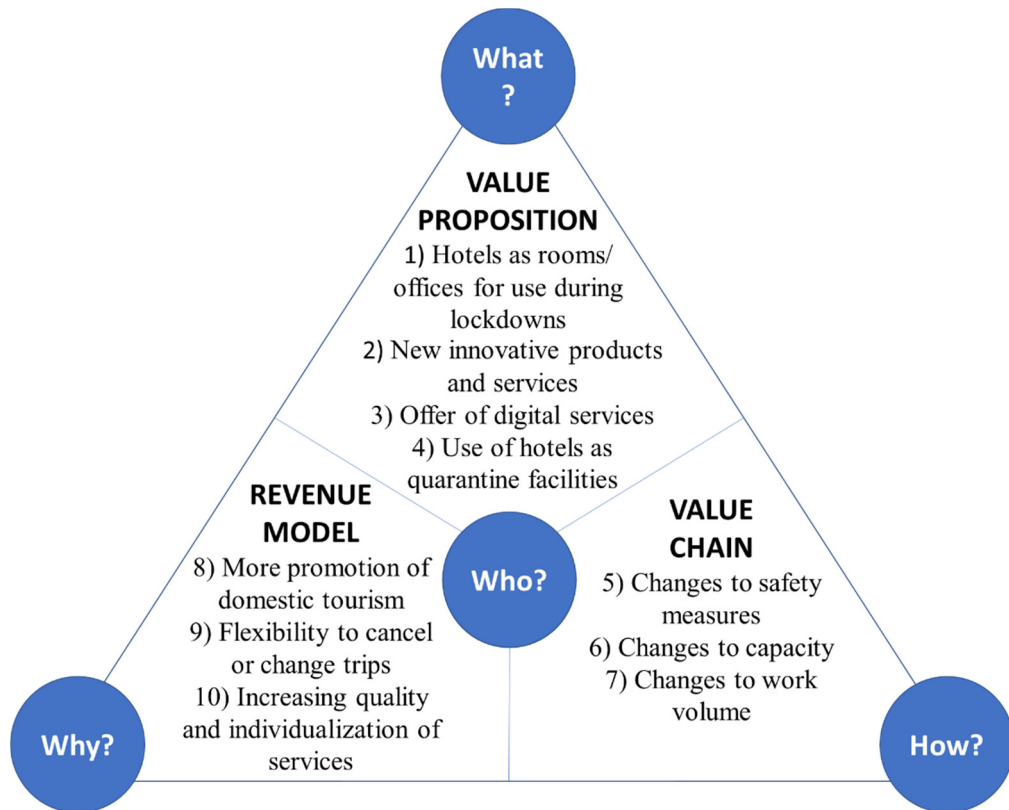 What
?
VALUE
PROPOSITION
1) Hotels as rooms/
offices for use during
lockdowns
2) New innovative products
and services
3) Offer of digital services
4) Use of hotels as
quarantine facilities
REVENUE
MODEL
8) More promotion of
domestic tourism
9) Flexibility to cancel
or change trips
10) Increasing quality
and individualization of
services
Who?
VALUE
CHAIN
5) Changes to safety
measures
6) Changes to capacity
7) Changes to work
volume
Why?
How?